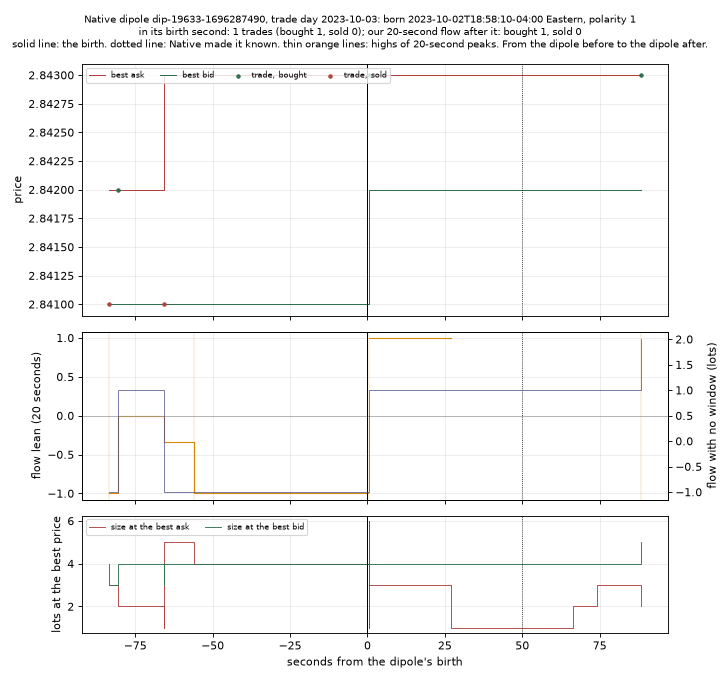 Native dipole dip-19633-1696287490, trade day 2023-10-03: born 2023-10-02T18:58:10-04:00 Eastern, polarity 1
in its birth second: 1 trades (bought 1, sold 0); our 20-second flow after it: bought 1, sold 0
solid line: the birth. dotted line: Native made it known. thin orange lines: highs of 20-second peaks. From the dipole before to the dipole after.
best ask
best bid
trade, bought
trade, sold
2.84300
2.84275
2.84250
2.84225
2.84200
2.84175
2.84150
2.84125
2.84100
price
1.0
0.5
0.0
−0.5
−1.0
flow lean (20 seconds)
2.0
1.5
1.0
0.5
0.0
−0.5
−1.0
flow with no window (lots)
size at the best ask
size at the best bid
6
4
2
lots at the best price
−75
−50
−25
0
25
50
75
seconds from the dipole's birth